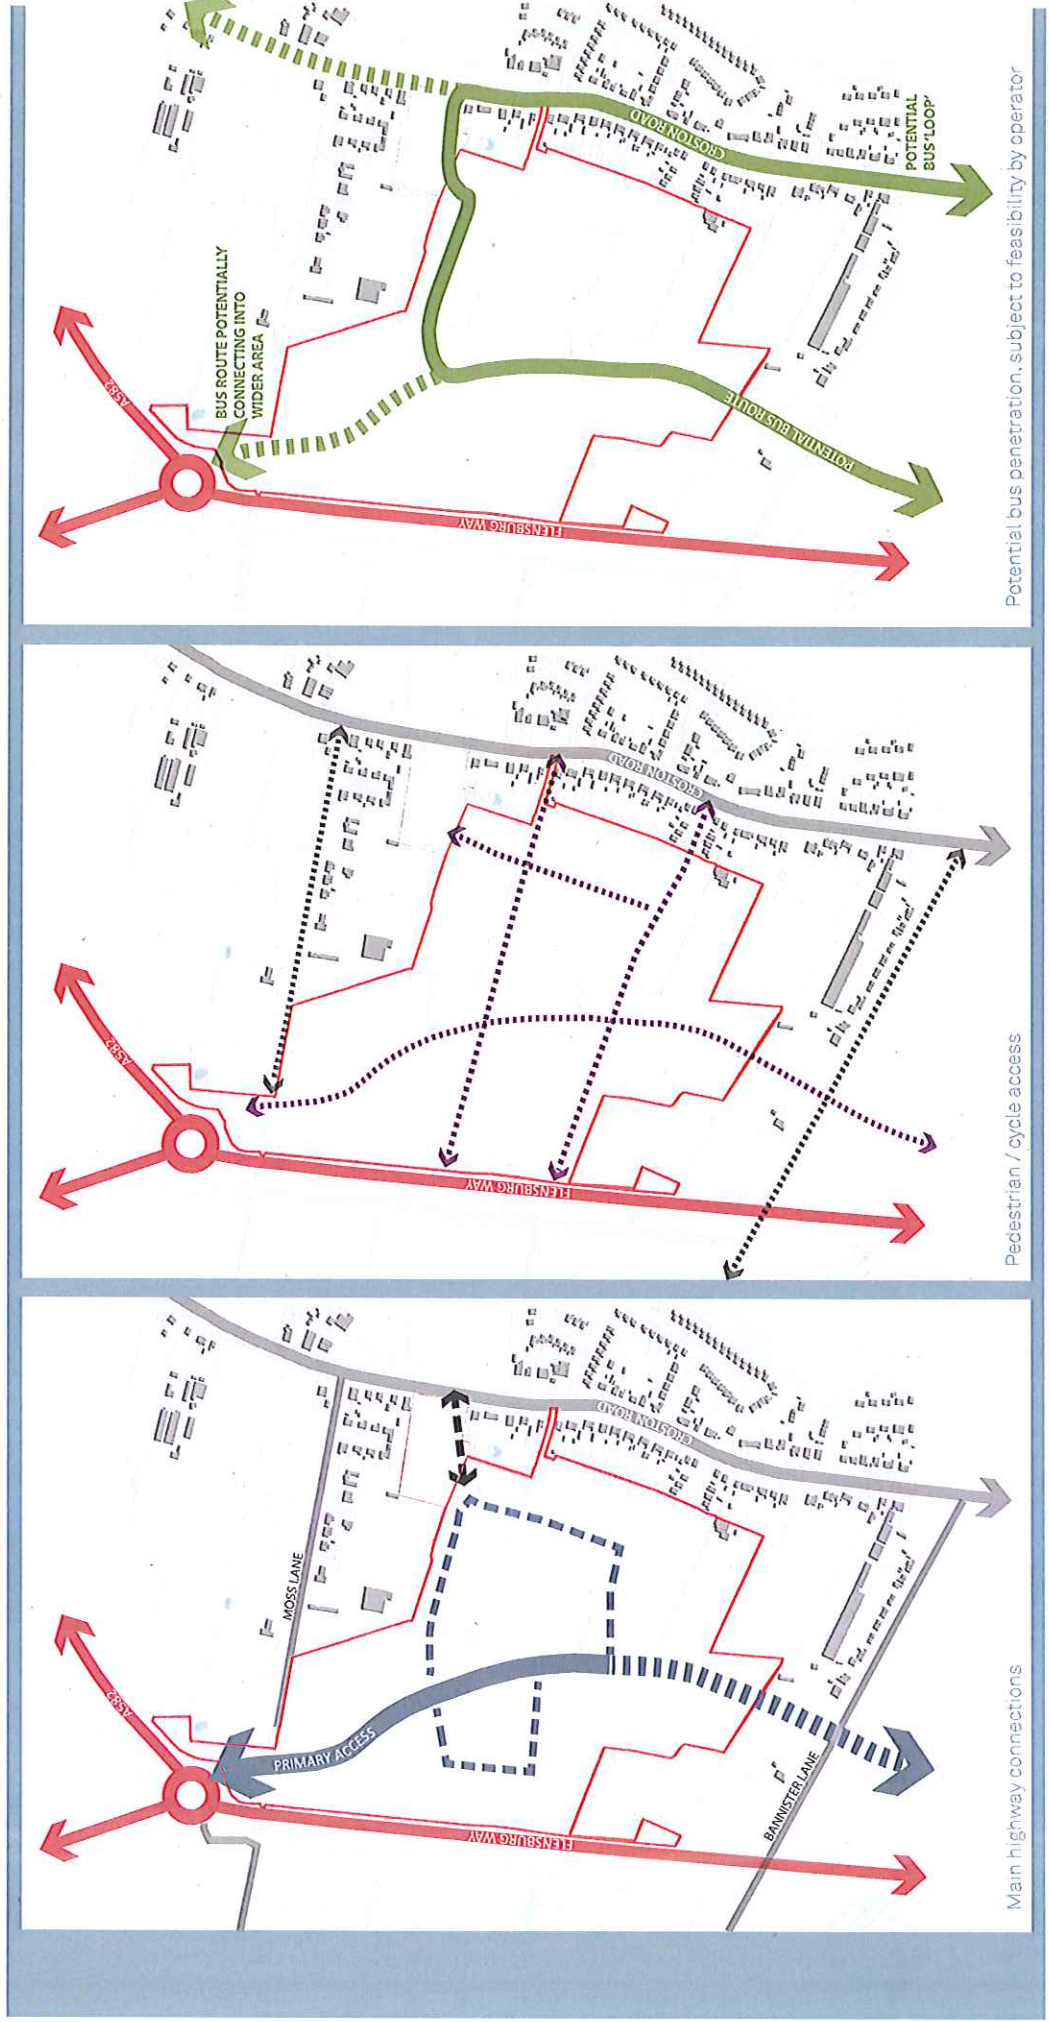 A582
BUS ROUTE POTENTIALLY
CONNECTING INTO
WIDER AREA
CROSTON ROAD
POTENTIAL
BUS 'LOOP'
POTENTIAL BUS ROUTE
FLENSBURG WAY
Potential bus penetration, subject to feasibility by operator
A582
CROSTON ROAD
FLENSBURG WAY
Pedestrian / cycle access
A582
MOSS LANE
PRIMARY ACCESS
CROSTON ROAD
FLENSBURG WAY
BANNISTER LANE
Main highway connections